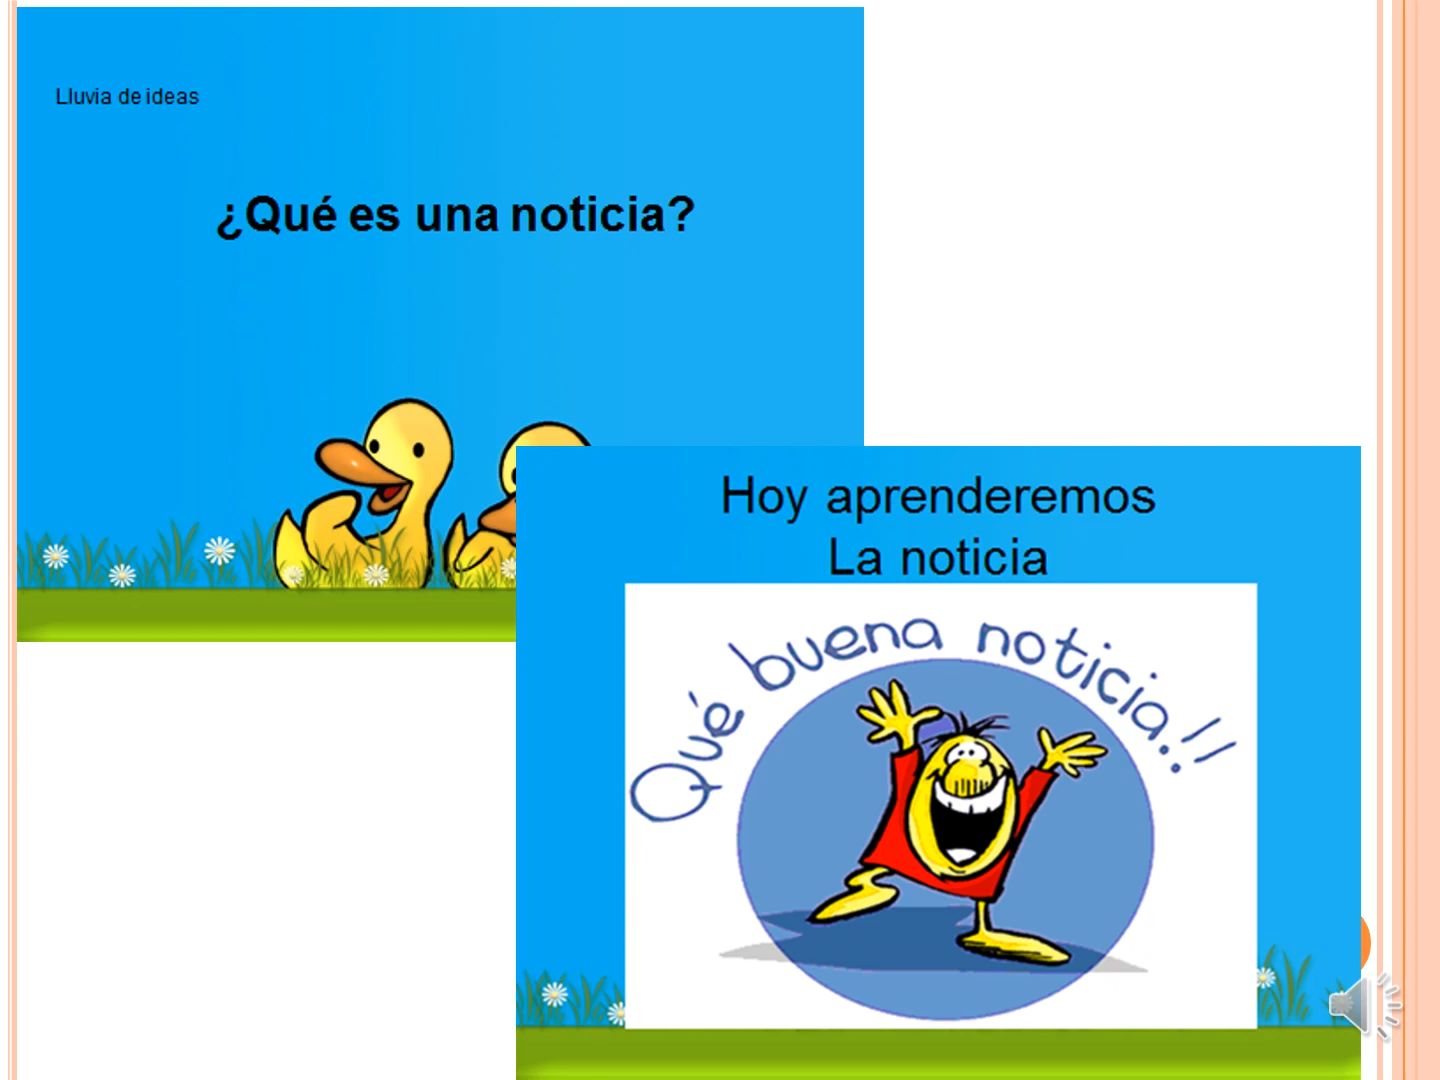 Lluvia de ideas
¿Qué es una noticia?
Hoy aprenderemos
La noticia
Qué buena noticia!!